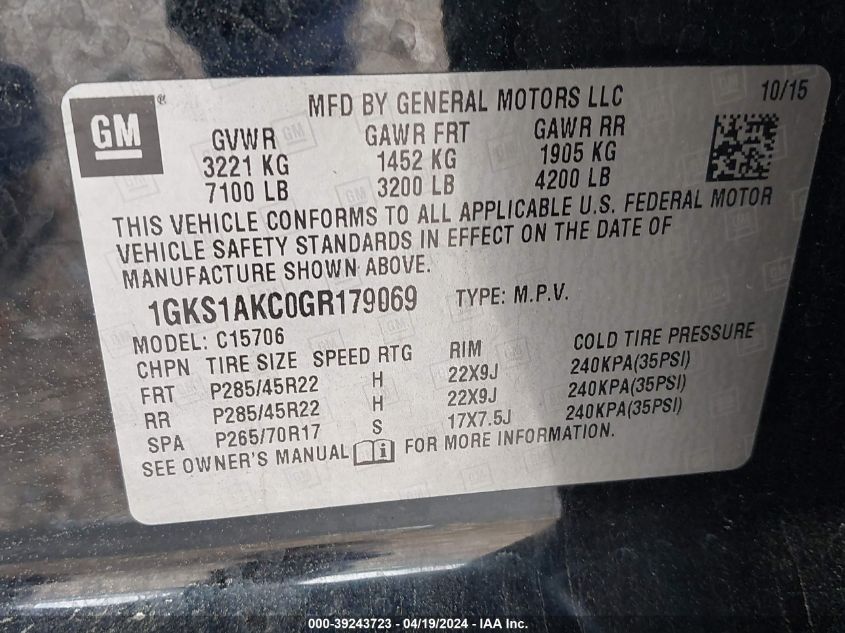 GM®
MFD BY GENERAL MOTORS LLC 10/15
GVWR GAWR FRT GAWR RR
3221 KG 1452 KG 1905 KG
7100 LB 3200 LB 4200 LB
THIS VEHICLE CONFORMS TO ALL APPLICABLE U.S. FEDERAL MOTOR
VEHICLE SAFETY STANDARDS IN EFFECT ON THE DATE OF
MANUFACTURE SHOWN ABOVE.
1GKS1AKC0GR179069 TYPE: M.P.V.
MODEL: C15706
CHPN TIRE SIZE SPEED RTG RIM COLD TIRE PRESSURE
FRT P285/45R22 H 22X9J 240KPA(35PSI)
RR P285/45R22 H 22X9J 240KPA(35PSI)
SPA P265/70R17 S 17X7.5J 240KPA(35PSI)
SEE OWNER'S MANUAL i FOR MORE INFORMATION.
000-39243723 - 04/19/2024 - IAA Inc.